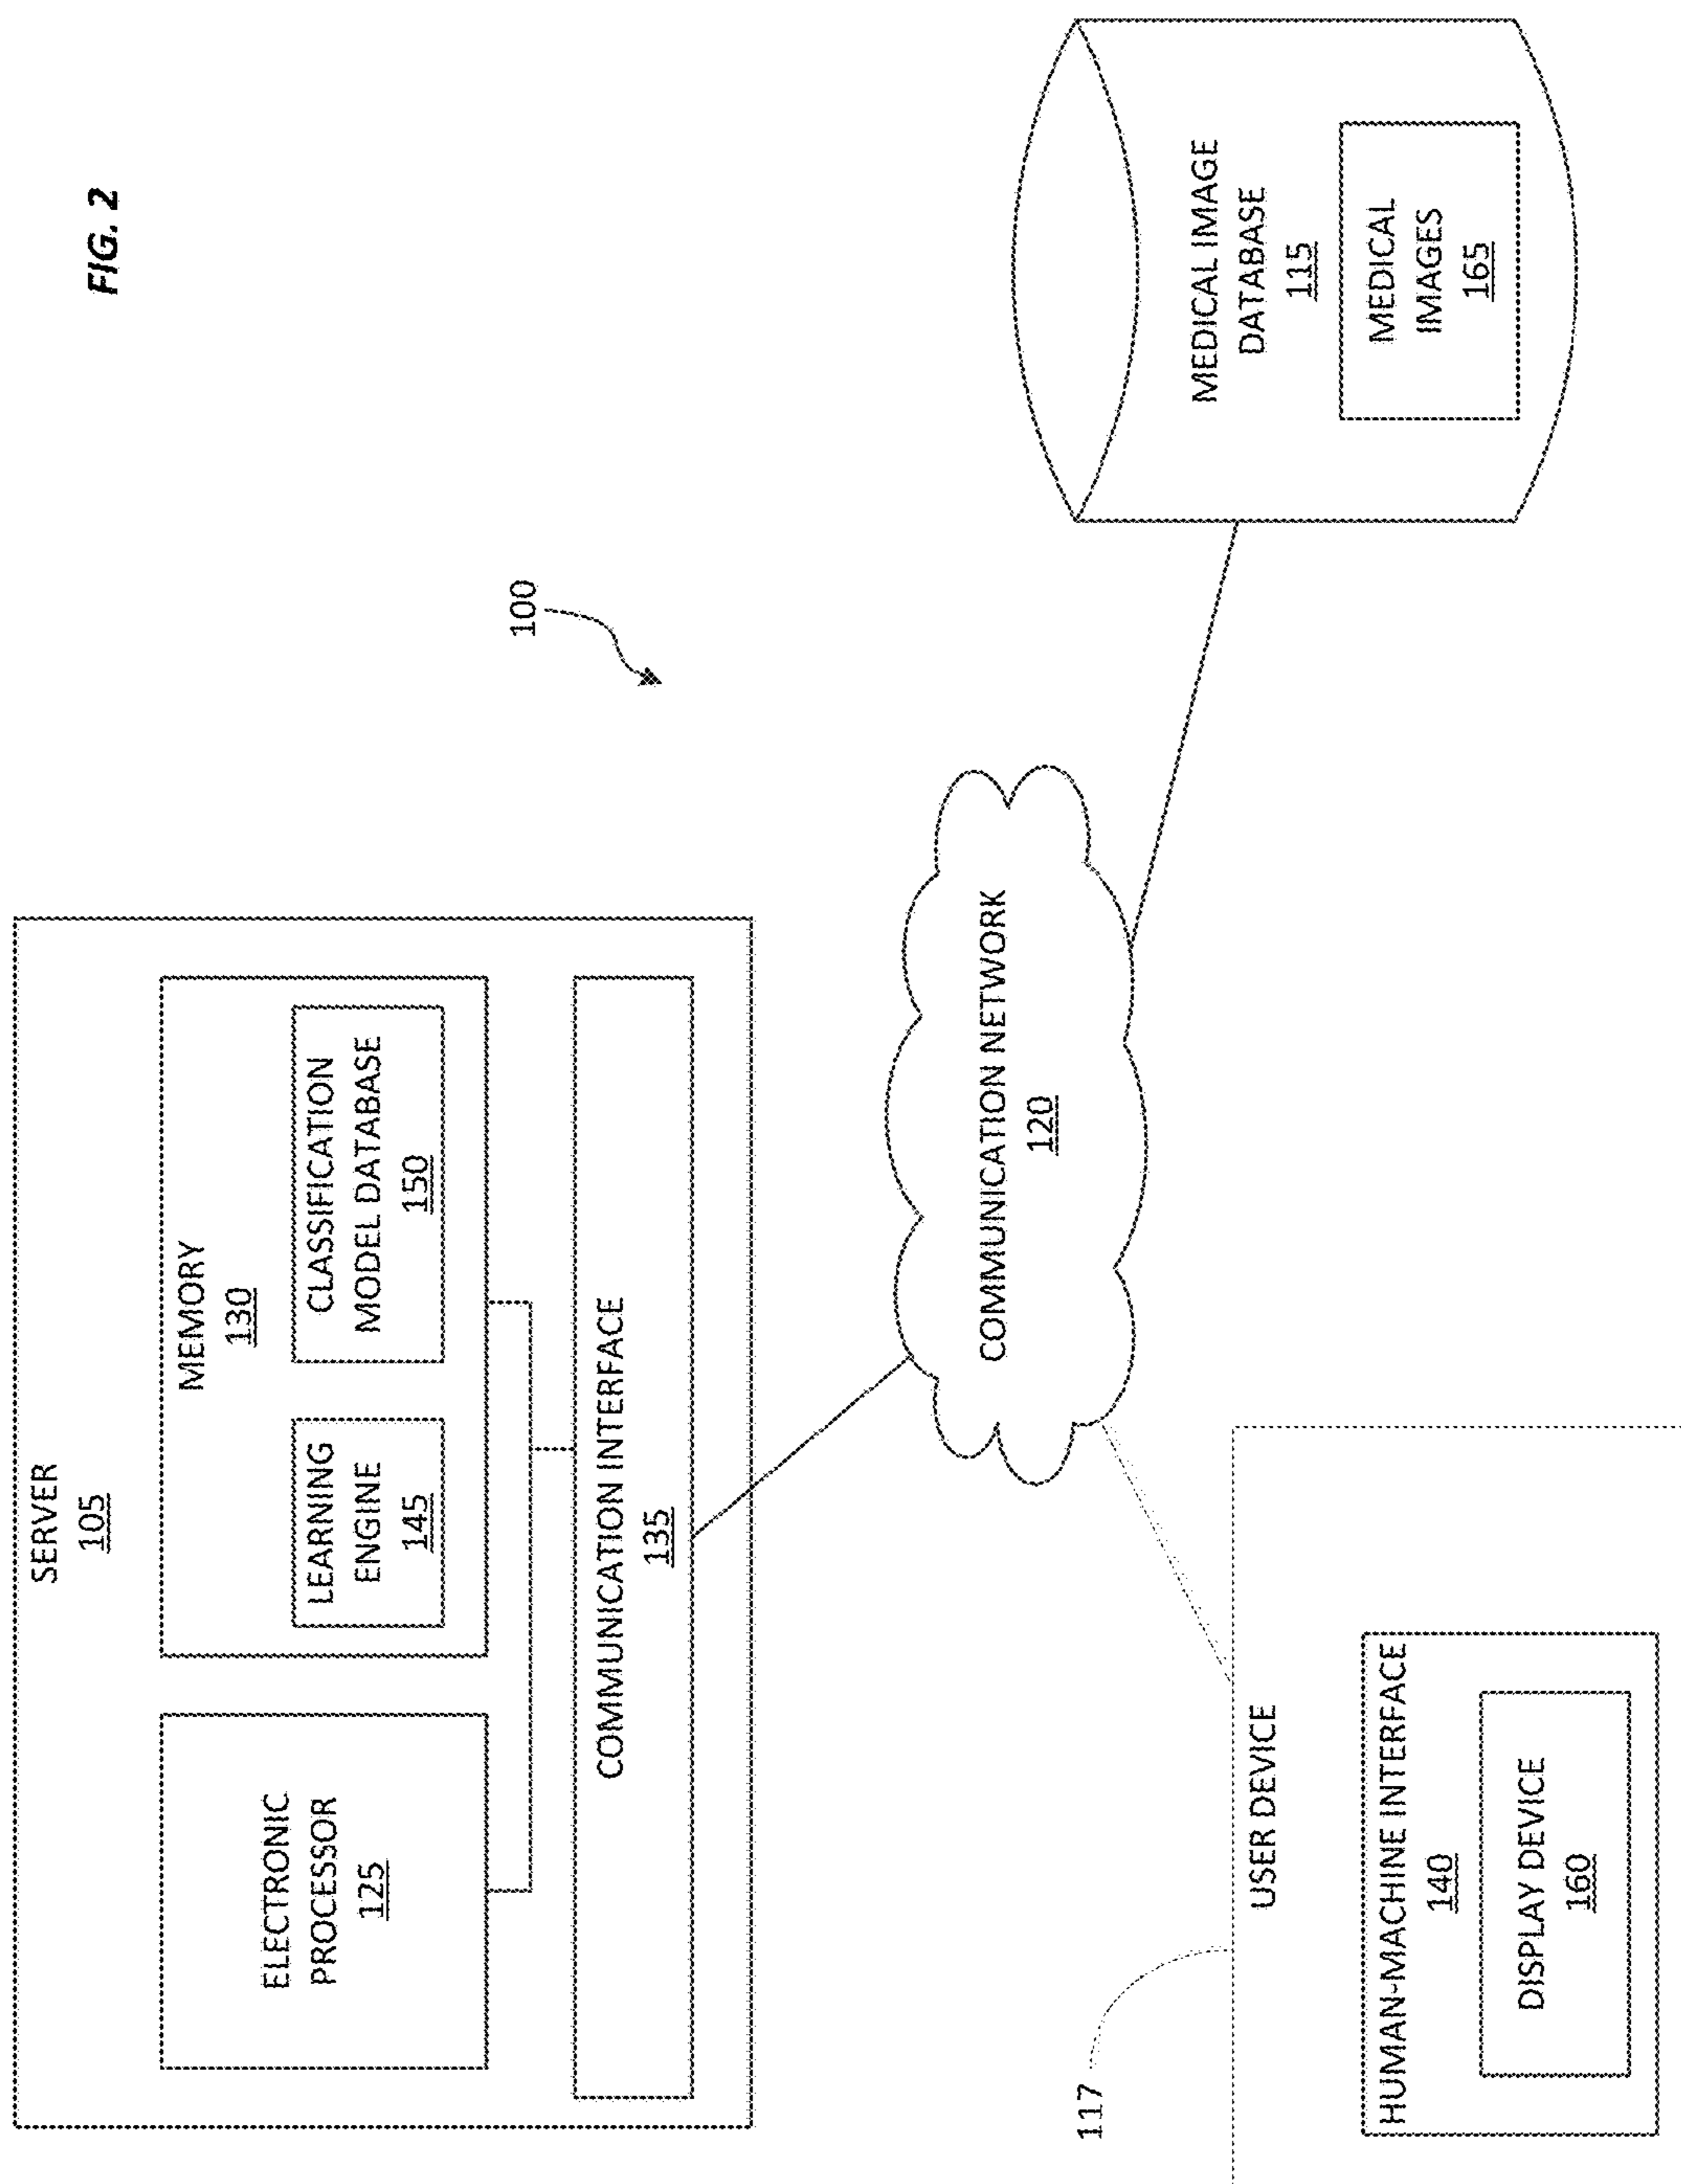 FIG. 2
SERVER
105
ELECTRONIC
PROCESSOR
125
MEMORY
130
LEARNING
ENGINE
145
CLASSIFICATION
MODEL DATABASE
150
COMMUNICATION INTERFACE
135
100
COMMUNICATION NETWORK
120
117
USER DEVICE
HUMAN-MACHINE INTERFACE
140
DISPLAY DEVICE
160
MEDICAL IMAGE
DATABASE
115
MEDICAL
IMAGES
165